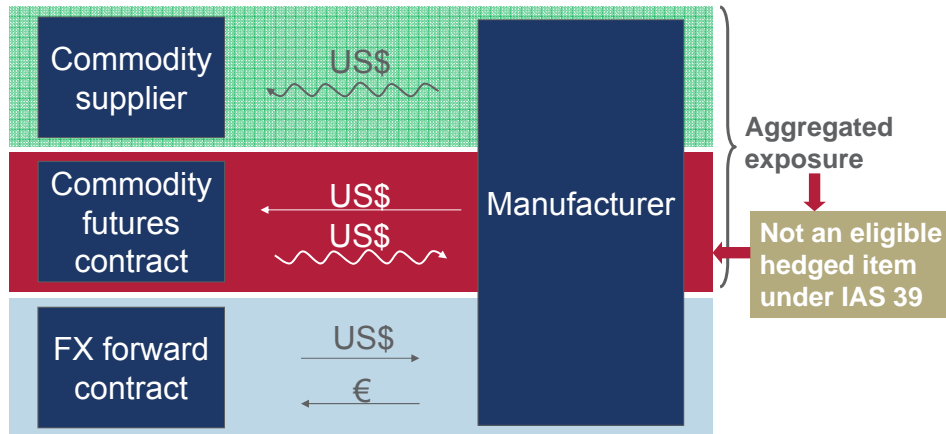 Commodity
supplier
US$
Commodity
futures
contract
US$
US$
Manufacturer
FX forward
contract
US$
€
Aggregated
exposure
Not an eligible
hedged item
under IAS 39